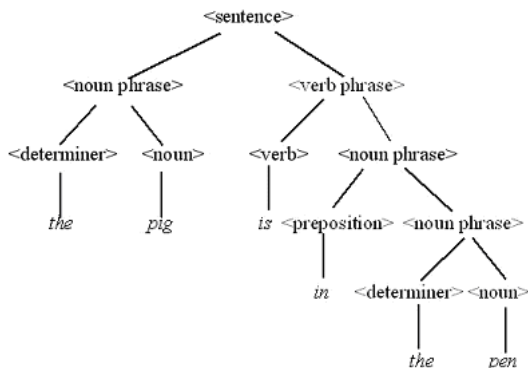 <sentence>
<noun phrase> <verb phrase>
<determiner> <noun> <verb> <noun phrase>
the pig is <preposition> <noun phrase>
in <determiner> <noun>
the pen